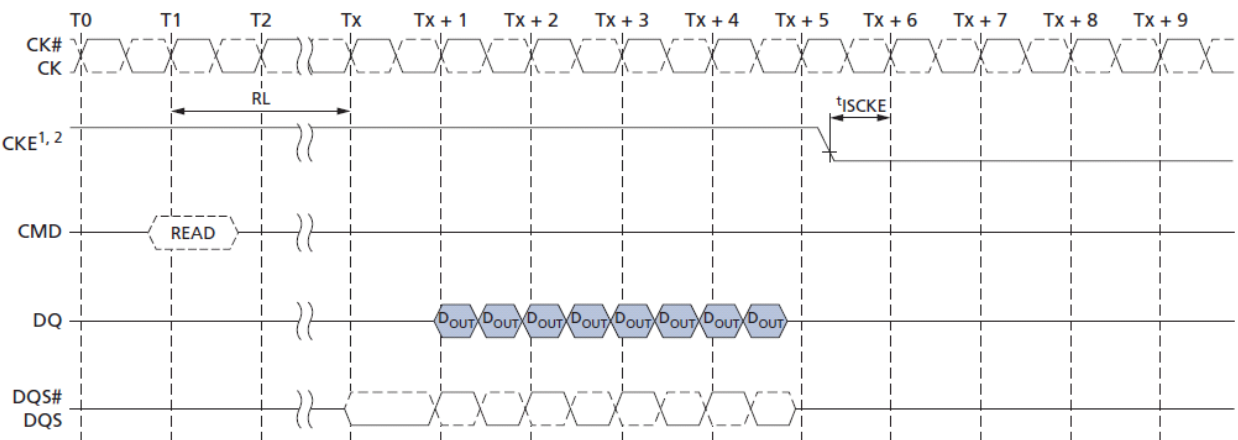 T0 T1 T2 Tx Tx + 1 Tx + 2 Tx + 3 Tx + 4 Tx + 5 Tx + 6 Tx + 7 Tx + 8 Tx + 9
CK#
CK
RL
tISCKE
CKE1, 2
CMD
READ
DQ
DOUT DOUT DOUT DOUT DOUT DOUT DOUT DOUT
DQS#
DQS